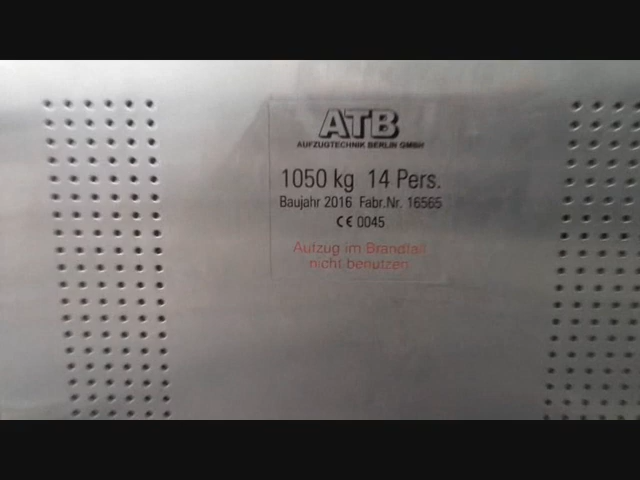 ATB
AUFZUGTECHNIK BERLIN GMBH
1050 kg 14 Pers.
Baujahr 2016 Fabr.Nr. 16565
CE 0045
Aufzug im Brandfall
nicht benutzen